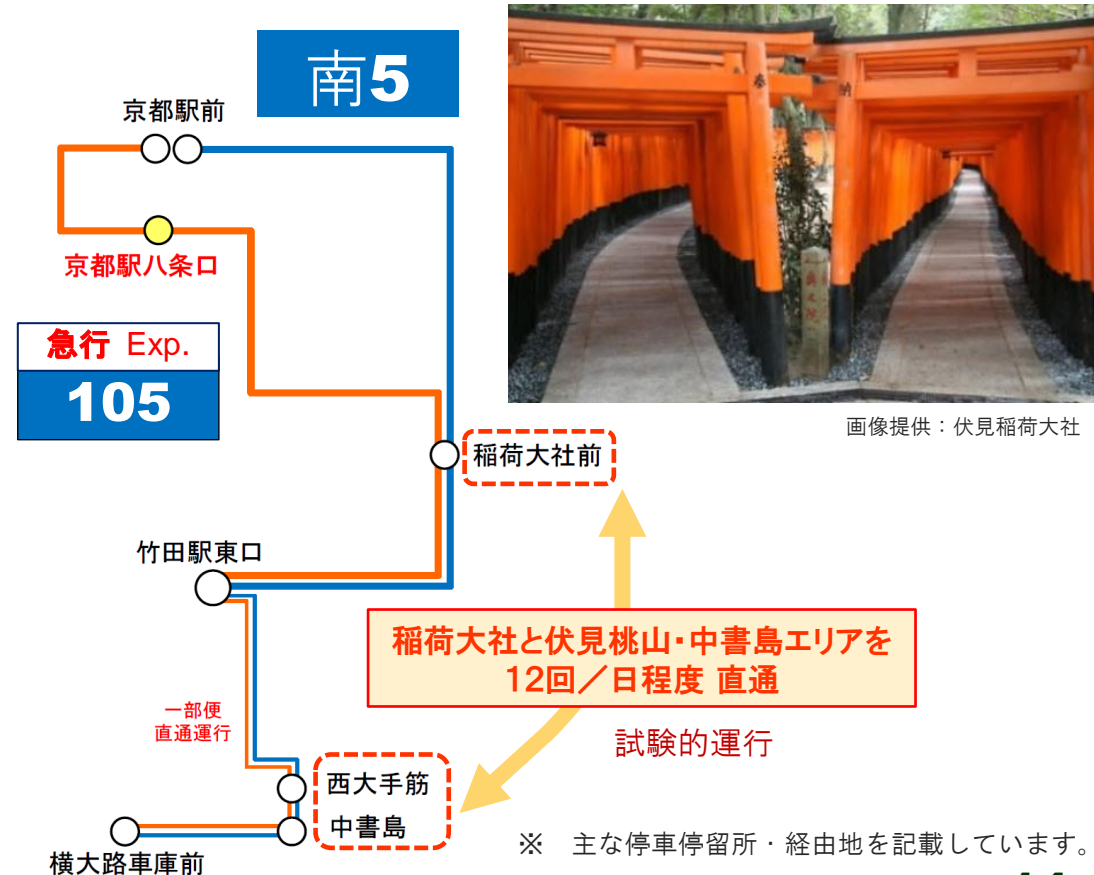 南5
京都駅前
京都駅八条口
急行 Exp.
105
奉
納
画像提供：伏見稲荷大社
稲荷大社前
竹田駅東口
稲荷大社と伏見桃山・中書島エリアを
12回／日程度 直通
一部便
直通運行
試験的運行
西大手筋
中書島
横大路車庫前
※　主な停車停留所・経由地を記載しています。